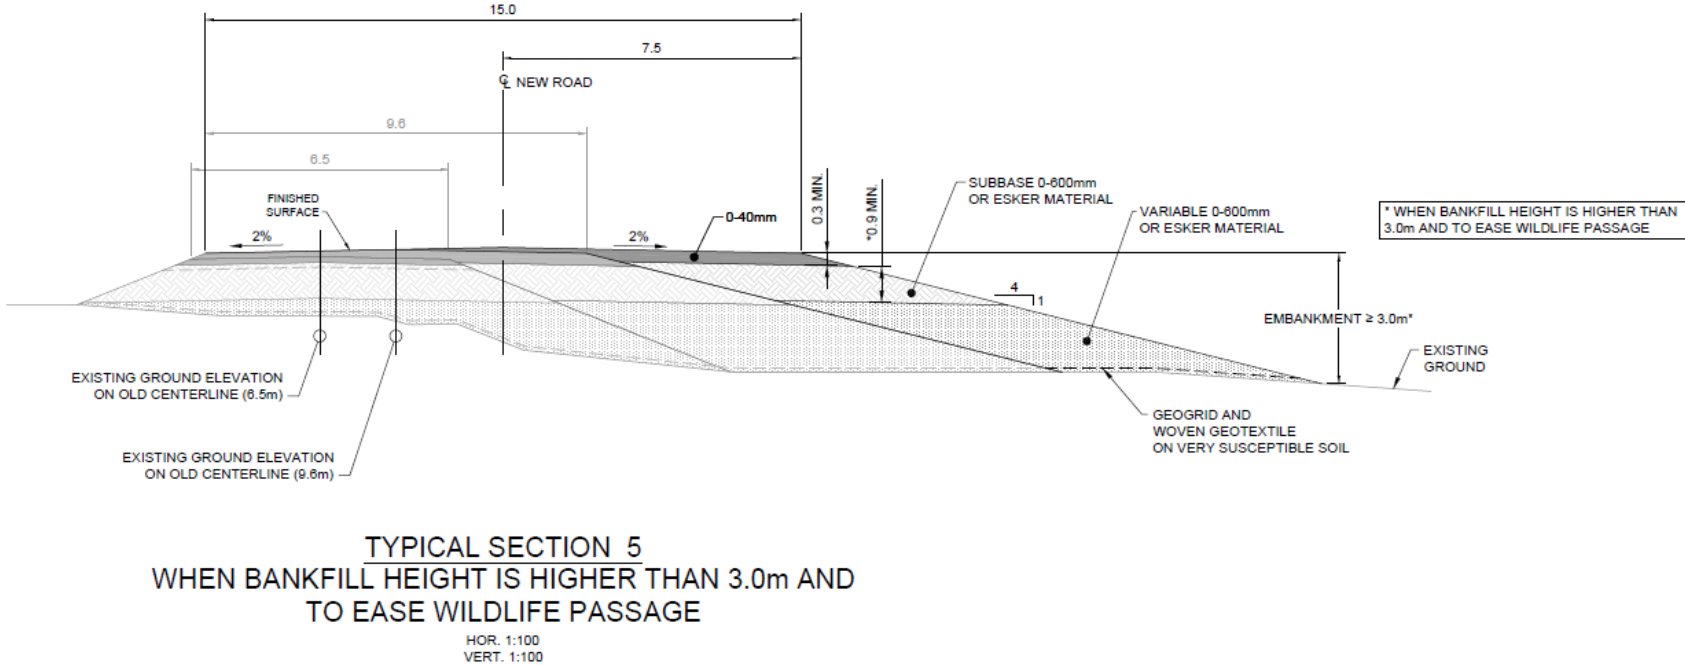 15.0
7.5
℄ NEW ROAD
9.6
6.5
FINISHED
SURFACE
2%
2%
0-40mm
0.3 MIN.
*0.9 MIN.
SUBBASE 0-600mm
OR ESKER MATERIAL
VARIABLE 0-600mm
OR ESKER MATERIAL
* WHEN BANKFILL HEIGHT IS HIGHER THAN
3.0m AND TO EASE WILDLIFE PASSAGE
4
1
EMBANKMENT ≥ 3.0m*
EXISTING
GROUND
EXISTING GROUND ELEVATION
ON OLD CENTERLINE (6.5m)
EXISTING GROUND ELEVATION
ON OLD CENTERLINE (9.6m)
GEOGRID AND
WOVEN GEOTEXTILE
ON VERY SUSCEPTIBLE SOIL
TYPICAL SECTION 5
WHEN BANKFILL HEIGHT IS HIGHER THAN 3.0m AND
TO EASE WILDLIFE PASSAGE
HOR. 1:100
VERT. 1:100